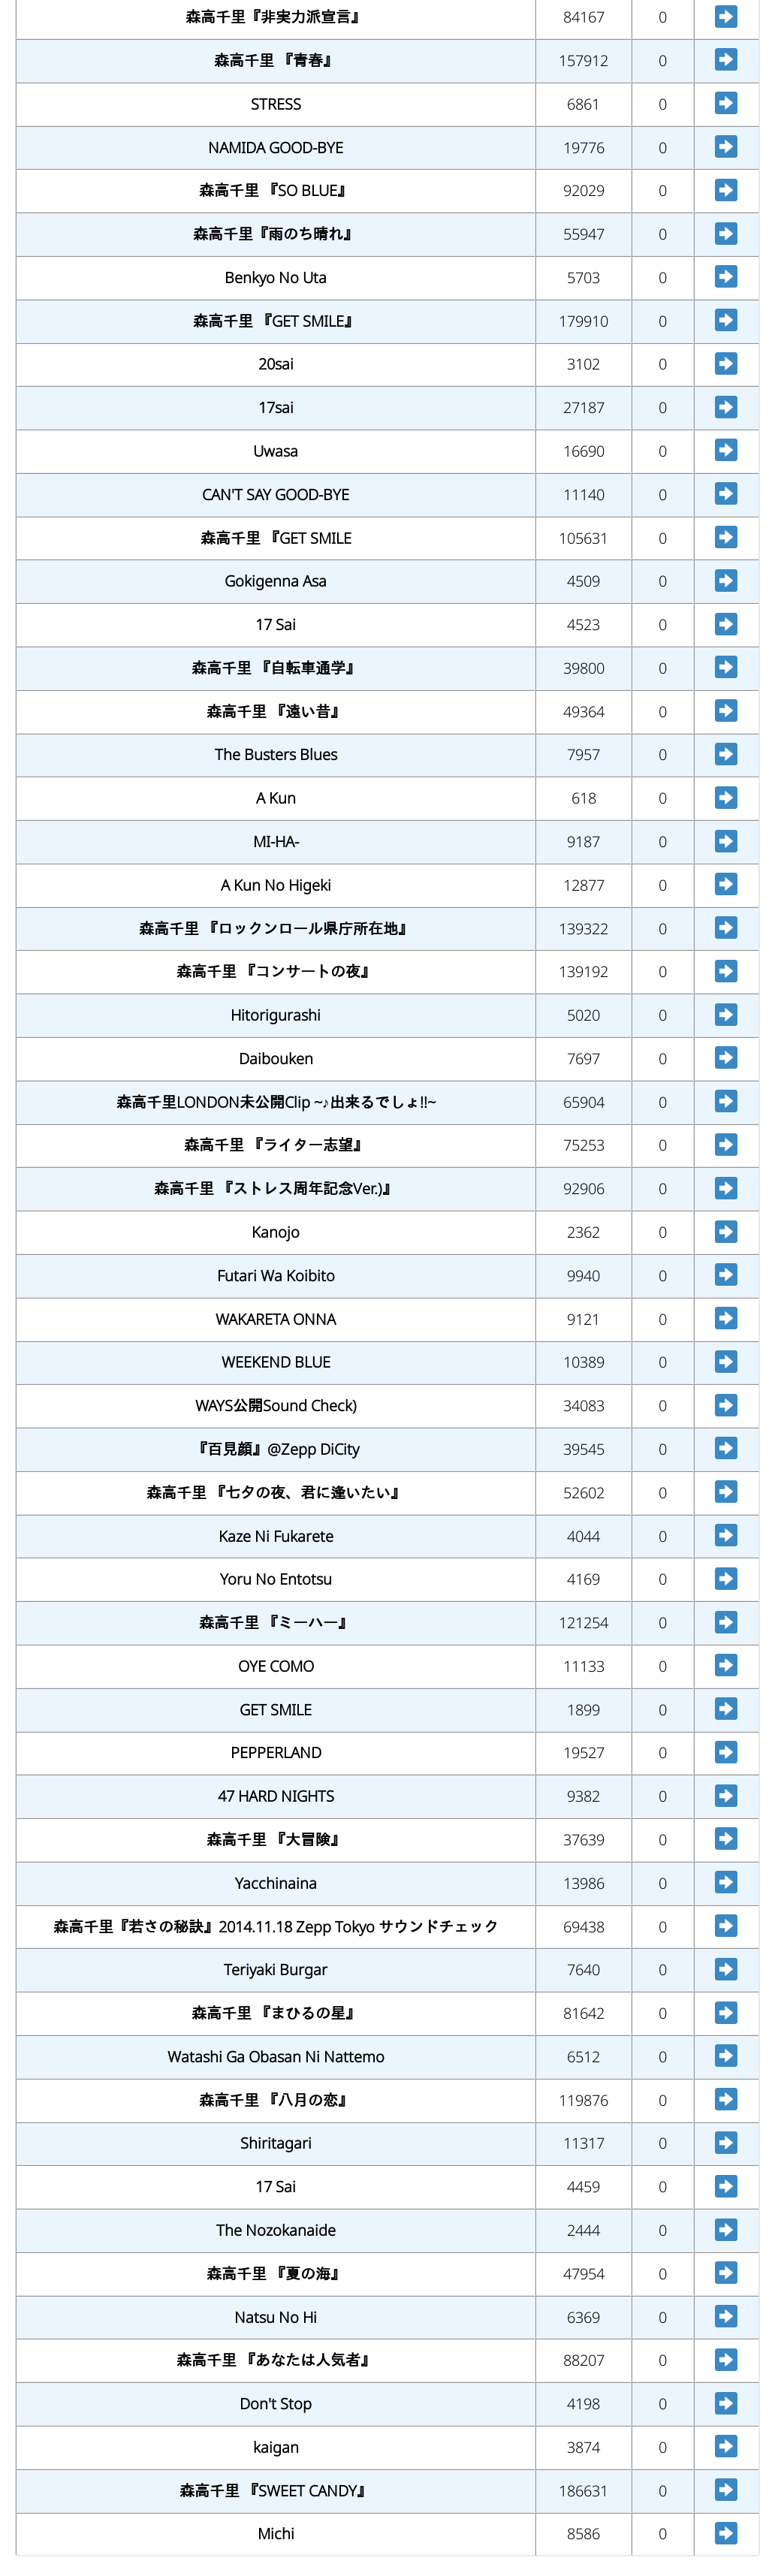 森高千里『非実力派宣言』 84167 0
森高千里 『青春』 157912 0
STRESS 6861 0
NAMIDA GOOD-BYE 19776 0
森高千里 『SO BLUE』 92029 0
森高千里『雨のち晴れ』 55947 0
Benkyo No Uta 5703 0
森高千里 『GET SMILE』 179910 0
20sai 3102 0
17sai 27187 0
Uwasa 16690 0
CAN'T SAY GOOD-BYE 11140 0
森高千里 『GET SMILE 105631 0
Gokigenna Asa 4509 0
17 Sai 4523 0
森高千里 『自転車通学』 39800 0
森高千里 『遠い昔』 49364 0
The Busters Blues 7957 0
A Kun 618 0
MI-HA- 9187 0
A Kun No Higeki 12877 0
森高千里 『ロックンロール県庁所在地』 139322 0
森高千里 『コンサートの夜』 139192 0
Hitorigurashi 5020 0
Daibouken 7697 0
森高千里LONDON未公開Clip ~♪出来るでしょ!!~ 65904 0
森高千里 『ライター志望』 75253 0
森高千里 『ストレス周年記念Ver.)』 92906 0
Kanojo 2362 0
Futari Wa Koibito 9940 0
WAKARETA ONNA 9121 0
WEEKEND BLUE 10389 0
WAYS公開Sound Check) 34083 0
『百見顔』@Zepp DiCity 39545 0
森高千里 『七夕の夜、君に逢いたい』 52602 0
Kaze Ni Fukarete 4044 0
Yoru No Entotsu 4169 0
森高千里 『ミーハー』 121254 0
OYE COMO 11133 0
GET SMILE 1899 0
PEPPERLAND 19527 0
47 HARD NIGHTS 9382 0
森高千里 『大冒険』 37639 0
Yacchinaina 13986 0
森高千里『若さの秘訣』2014.11.18 Zepp Tokyo サウンドチェック 69438 0
Teriyaki Burgar 7640 0
森高千里 『まひるの星』 81642 0
Watashi Ga Obasan Ni Nattemo 6512 0
森高千里 『八月の恋』 119876 0
Shiritagari 11317 0
17 Sai 4459 0
The Nozokanaide 2444 0
森高千里 『夏の海』 47954 0
Natsu No Hi 6369 0
森高千里 『あなたは人気者』 88207 0
Don't Stop 4198 0
kaigan 3874 0
森高千里 『SWEET CANDY』 186631 0
Michi 8586 0